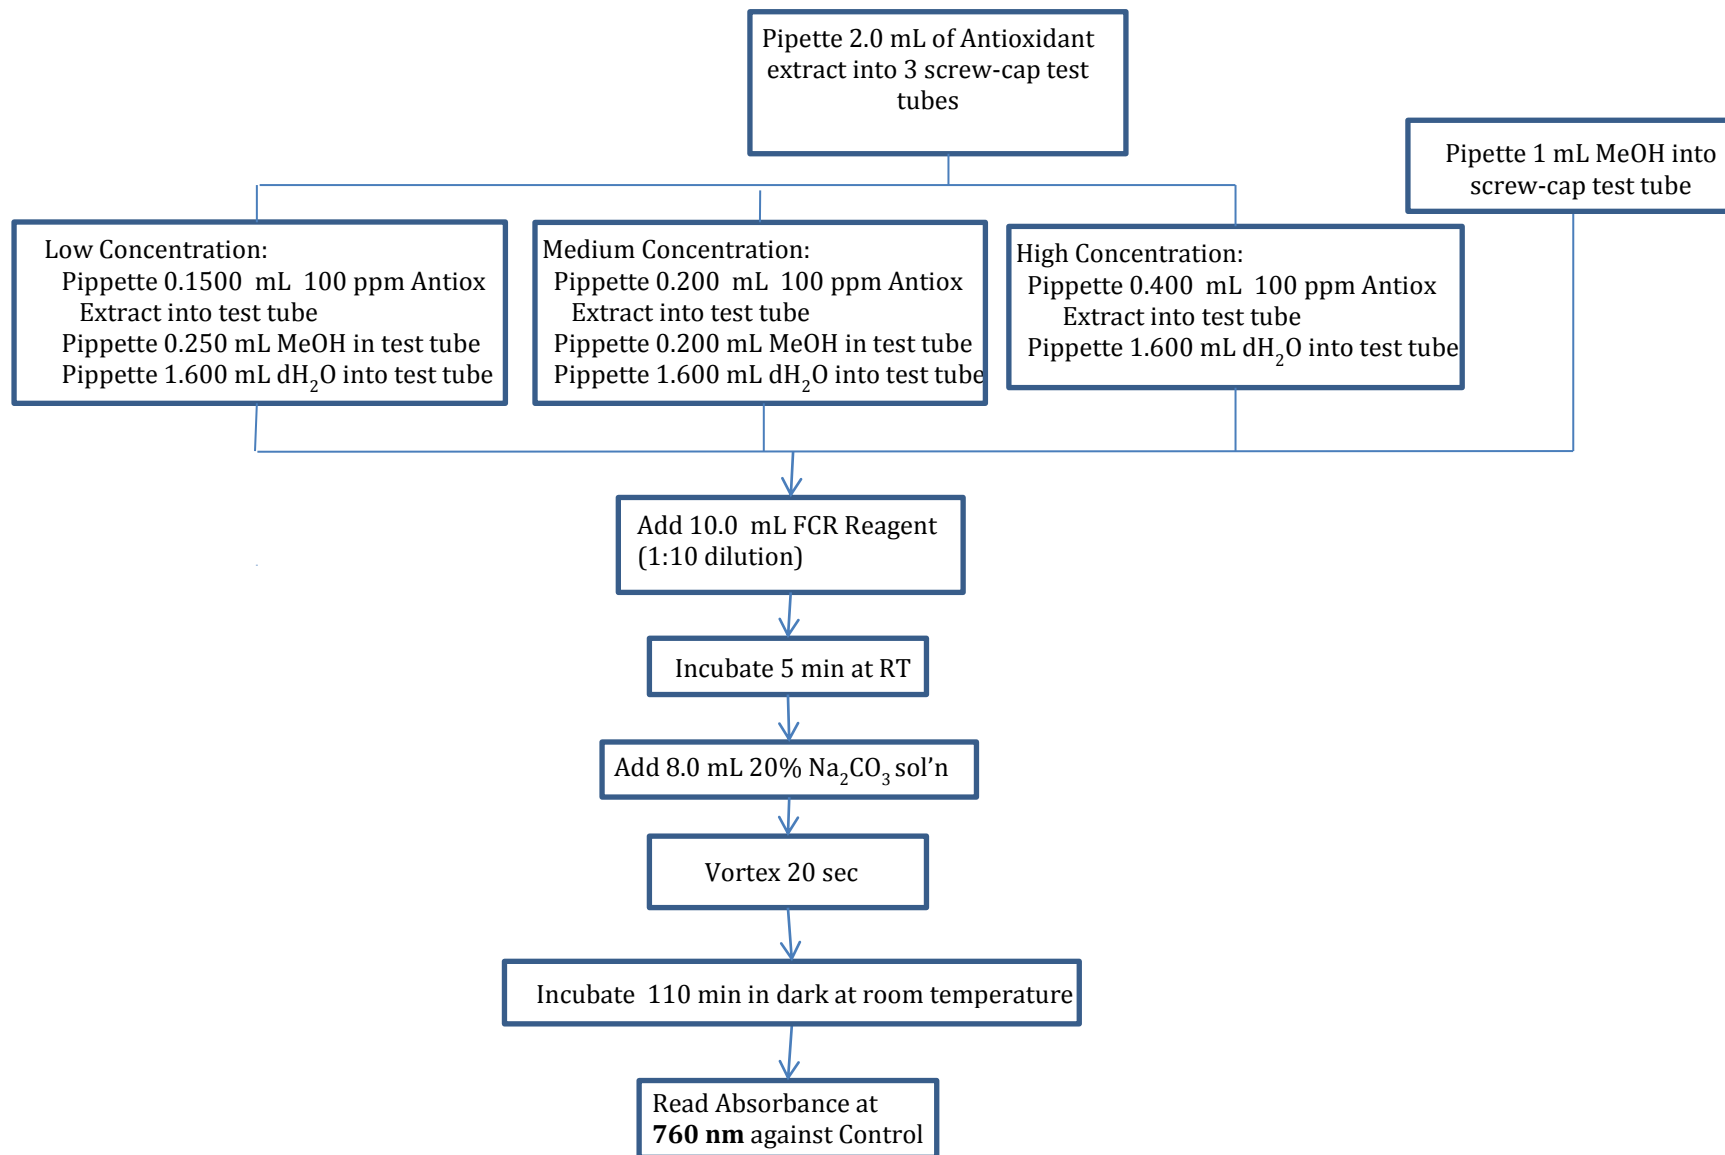 Pipette 2.0 mL of Antioxidant
extract into 3 screw-cap test
tubes
Pipette 1 mL MeOH into
screw-cap test tube
Low Concentration:
Pippette 0.1500 mL 100 ppm Antiox
Extract into test tube
Pippette 0.250 mL MeOH in test tube
Pippette 1.600 mL dH₂O into test tube
Medium Concentration:
Pippette 0.200 mL 100 ppm Antiox
Extract into test tube
Pippette 0.200 mL MeOH in test tube
Pippette 1.600 mL dH₂O into test tube
High Concentration:
Pippette 0.400 mL 100 ppm Antiox
Extract into test tube
Pippette 1.600 mL dH₂O into test tube
Add 10.0 mL FCR Reagent
(1:10 dilution)
Incubate 5 min at RT
Add 8.0 mL 20% Na₂CO₃ sol’n
Vortex 20 sec
Incubate 110 min in dark at room temperature
Read Absorbance at
760 nm against Control